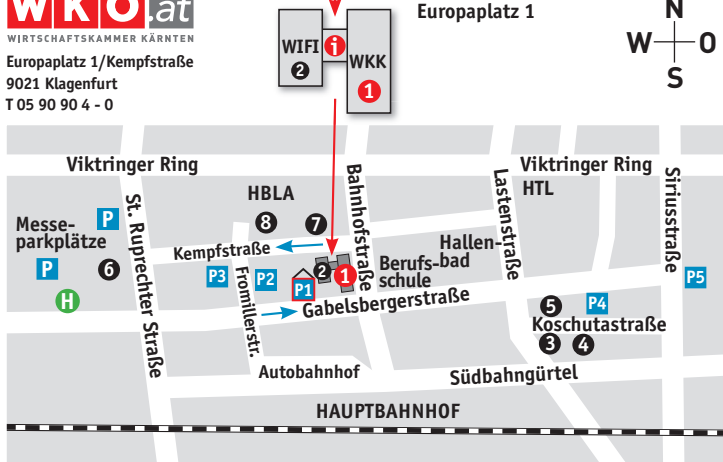 WKO.at
WIRTSCHAFTSKAMMER KÄRNTEN
Europaplatz 1/Kempfstraße
9021 Klagenfurt
T 05 90 90 4 - 0
Europaplatz 1
WIFI
2
i
WKK
1
N
W
O
S
Viktringer Ring
Viktringer Ring
St. Ruprechter Straße
Bahnhofstraße
Lastenstraße
Siriusstraße
HTL
HBLA
8
7
Messe-
parkplätze
P
P
6
H
Kempfstraße
P3
Fromillerstr.
P2
P1
2
1
Berufs-
schule
Hallen-
bad
Gabelsbergerstraße
P5
5
P4
Koschutastraße
3
4
Autobahnhof
Südbahngürtel
HAUPTBAHNHOF